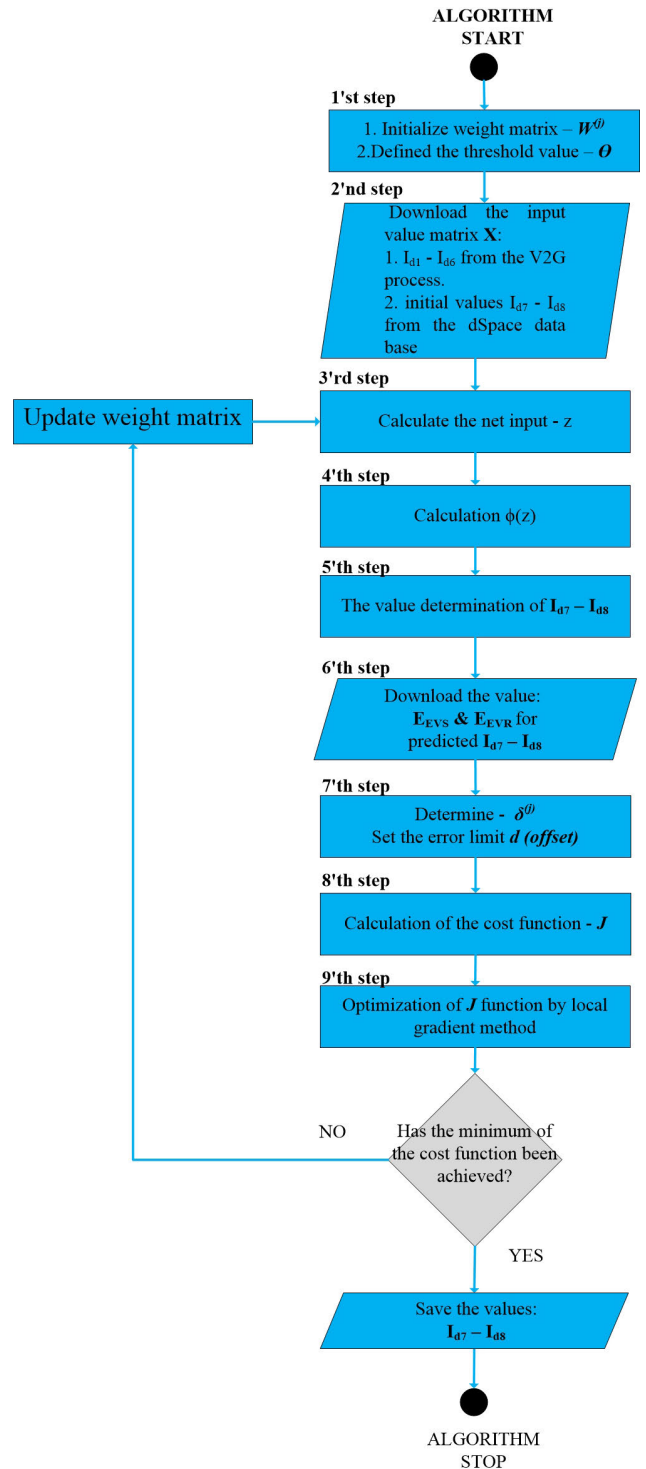 ALGORITHM
START
1'st step
1. Initialize weight matrix – W(j)
2.Defined the threshold value – Θ
2'nd step
Download the input
value matrix X:
1. Id1 - Id6 from the V2G
process.
2. initial values Id7 - Id8
from the dSpace data
base
3'rd step
Update weight matrix
Calculate the net input - z
4'th step
Calculation ϕ(z)
5'th step
The value determination of Id7 – Id8
6'th step
Download the value:
EEVS & EEVR for
predicted Id7 – Id8
7'th step
Determine - δ(j)
Set the error limit d (offset)
8'th step
Calculation of the cost function - J
9'th step
Optimization of J function by local
gradient method
NO
Has the minimum of
the cost function been
achieved?
YES
Save the values:
Id7 – Id8
ALGORITHM
STOP